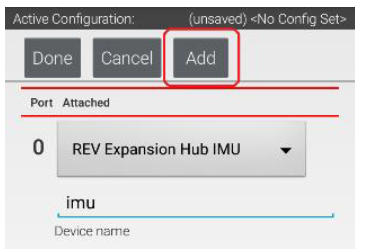 Active Configuration: (unsaved) <No Config Set>
Done Cancel Add
Port Attached
0 REV Expansion Hub IMU
imu
Device name